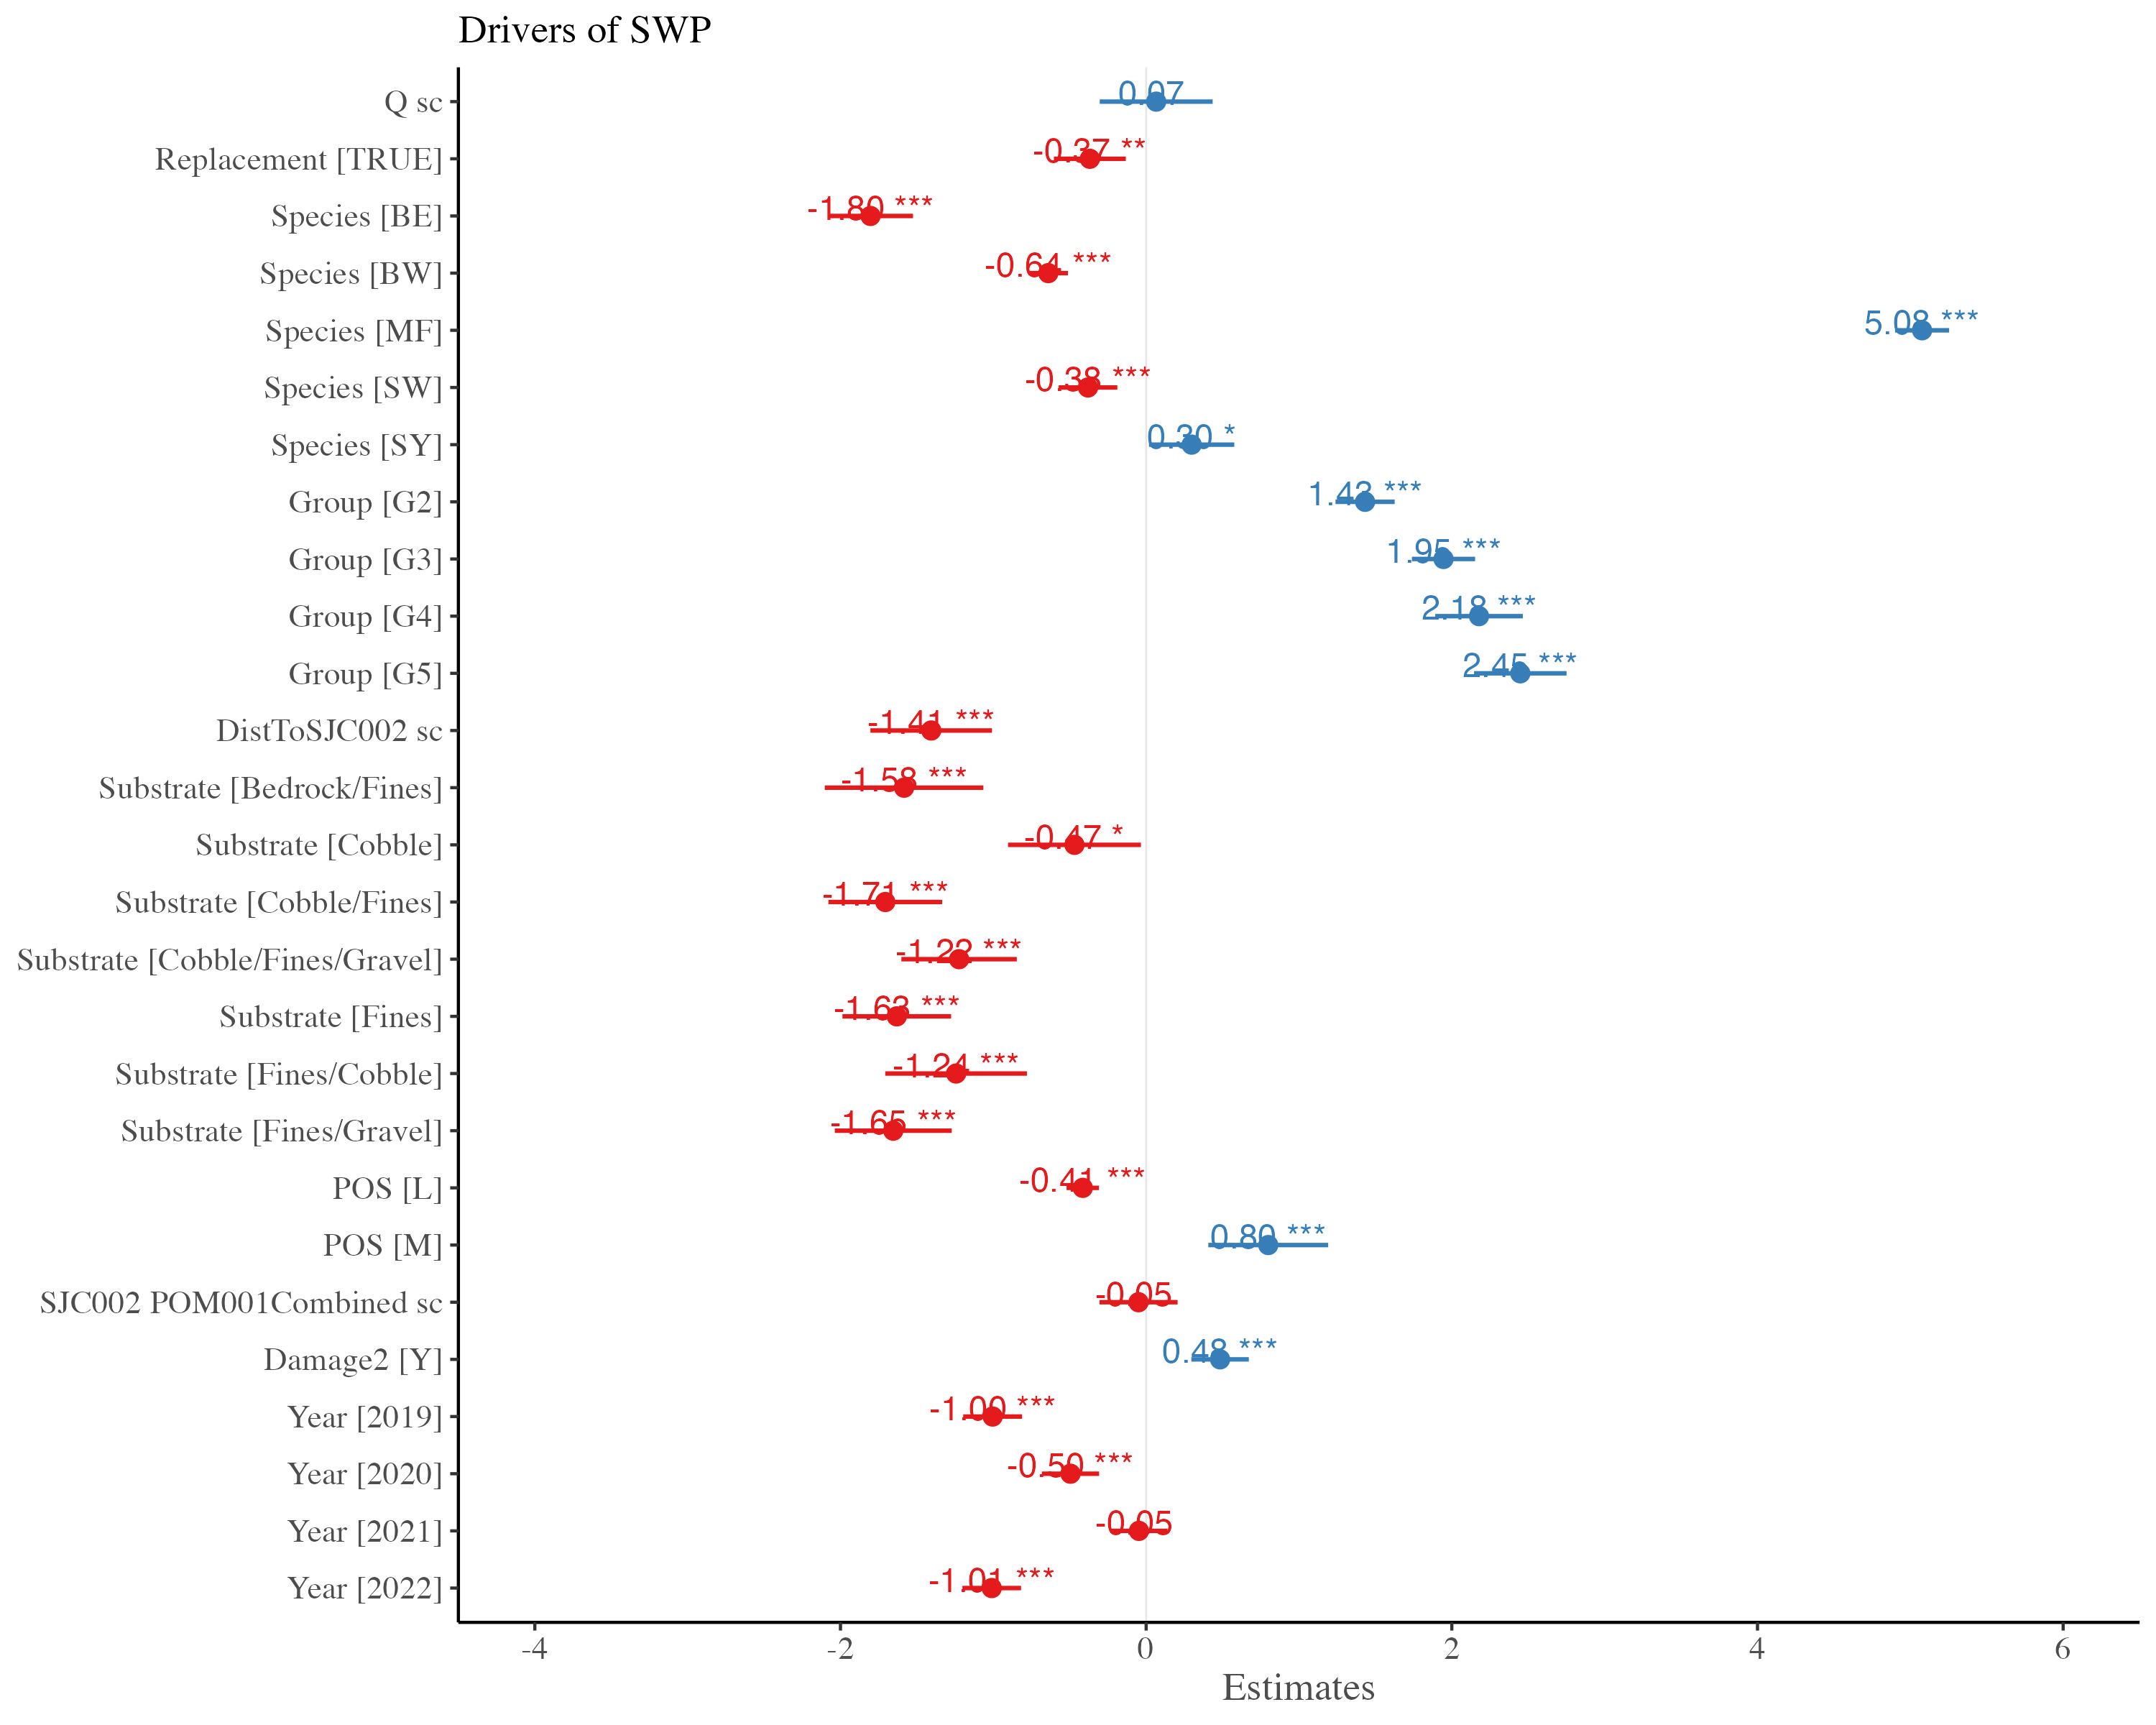 Drivers of SWP
Q sc 0.07
Replacement [TRUE] -0.37 **
Species [BE] -1.80 ***
Species [BW] -0.64 ***
Species [MF] 5.08 ***
Species [SW] -0.38 ***
Species [SY] 0.30 *
Group [G2] 1.43 ***
Group [G3] 1.95 ***
Group [G4] 2.18 ***
Group [G5] 2.45 ***
DistToSJC002 sc -1.41 ***
Substrate [Bedrock/Fines] -1.58 ***
Substrate [Cobble] -0.47 *
Substrate [Cobble/Fines] -1.71 ***
Substrate [Cobble/Fines/Gravel] -1.22 ***
Substrate [Fines] -1.63 ***
Substrate [Fines/Cobble] -1.24 ***
Substrate [Fines/Gravel] -1.65 ***
POS [L] -0.41 ***
POS [M] 0.80 ***
SJC002 POM001Combined sc -0.05
Damage2 [Y] 0.48 ***
Year [2019] -1.00 ***
Year [2020] -0.50 ***
Year [2021] -0.05
Year [2022] -1.01 ***
-4 -2 0 2 4 6
Estimates